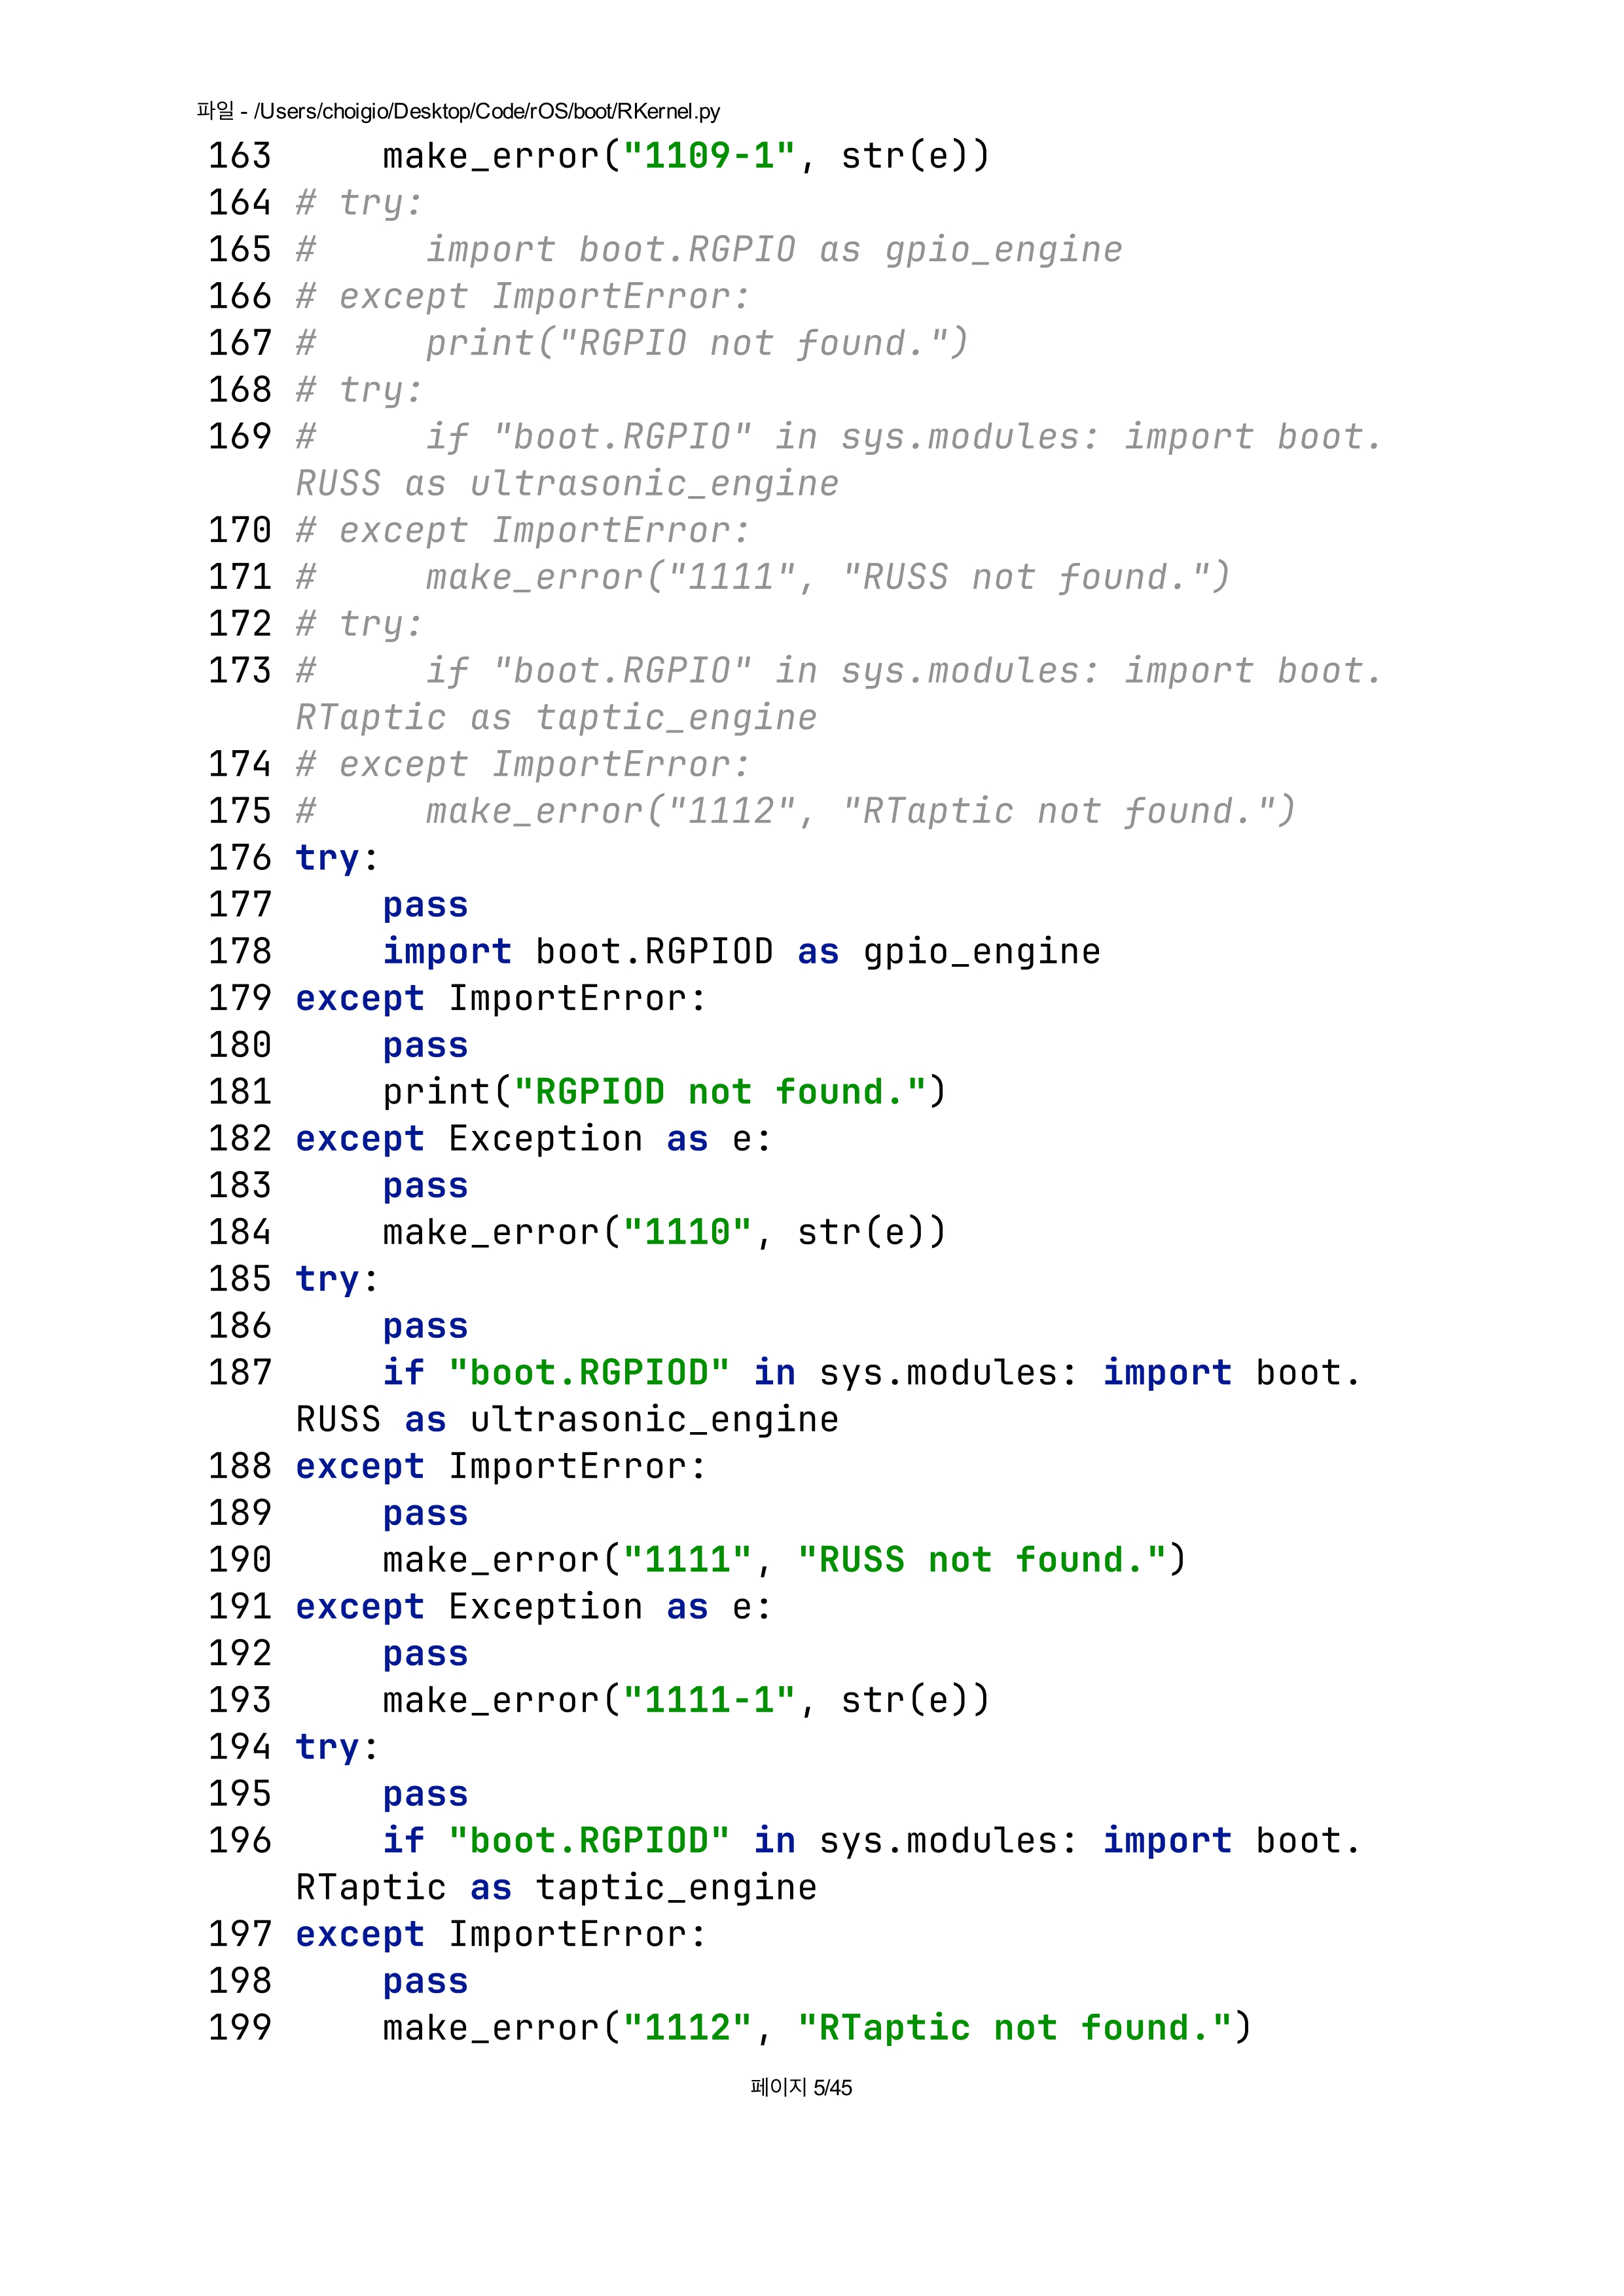 파일 - /Users/choigio/Desktop/Code/rOS/boot/RKernel.py
163     make_error("1109-1", str(e))
164 # try:
165 #     import boot.RGPIO as gpio_engine
166 # except ImportError:
167 #     print("RGPIO not found.")
168 # try:
169 #     if "boot.RGPIO" in sys.modules: import boot.
RUSS as ultrasonic_engine
170 # except ImportError:
171 #     make_error("1111", "RUSS not found.")
172 # try:
173 #     if "boot.RGPIO" in sys.modules: import boot.
RTaptic as taptic_engine
174 # except ImportError:
175 #     make_error("1112", "RTaptic not found.")
176 try:
177     pass
178     import boot.RGPIOD as gpio_engine
179 except ImportError:
180     pass
181     print("RGPIOD not found.")
182 except Exception as e:
183     pass
184     make_error("1110", str(e))
185 try:
186     pass
187     if "boot.RGPIOD" in sys.modules: import boot.
RUSS as ultrasonic_engine
188 except ImportError:
189     pass
190     make_error("1111", "RUSS not found.")
191 except Exception as e:
192     pass
193     make_error("1111-1", str(e))
194 try:
195     pass
196     if "boot.RGPIOD" in sys.modules: import boot.
RTaptic as taptic_engine
197 except ImportError:
198     pass
199     make_error("1112", "RTaptic not found.")
페이지 5/45